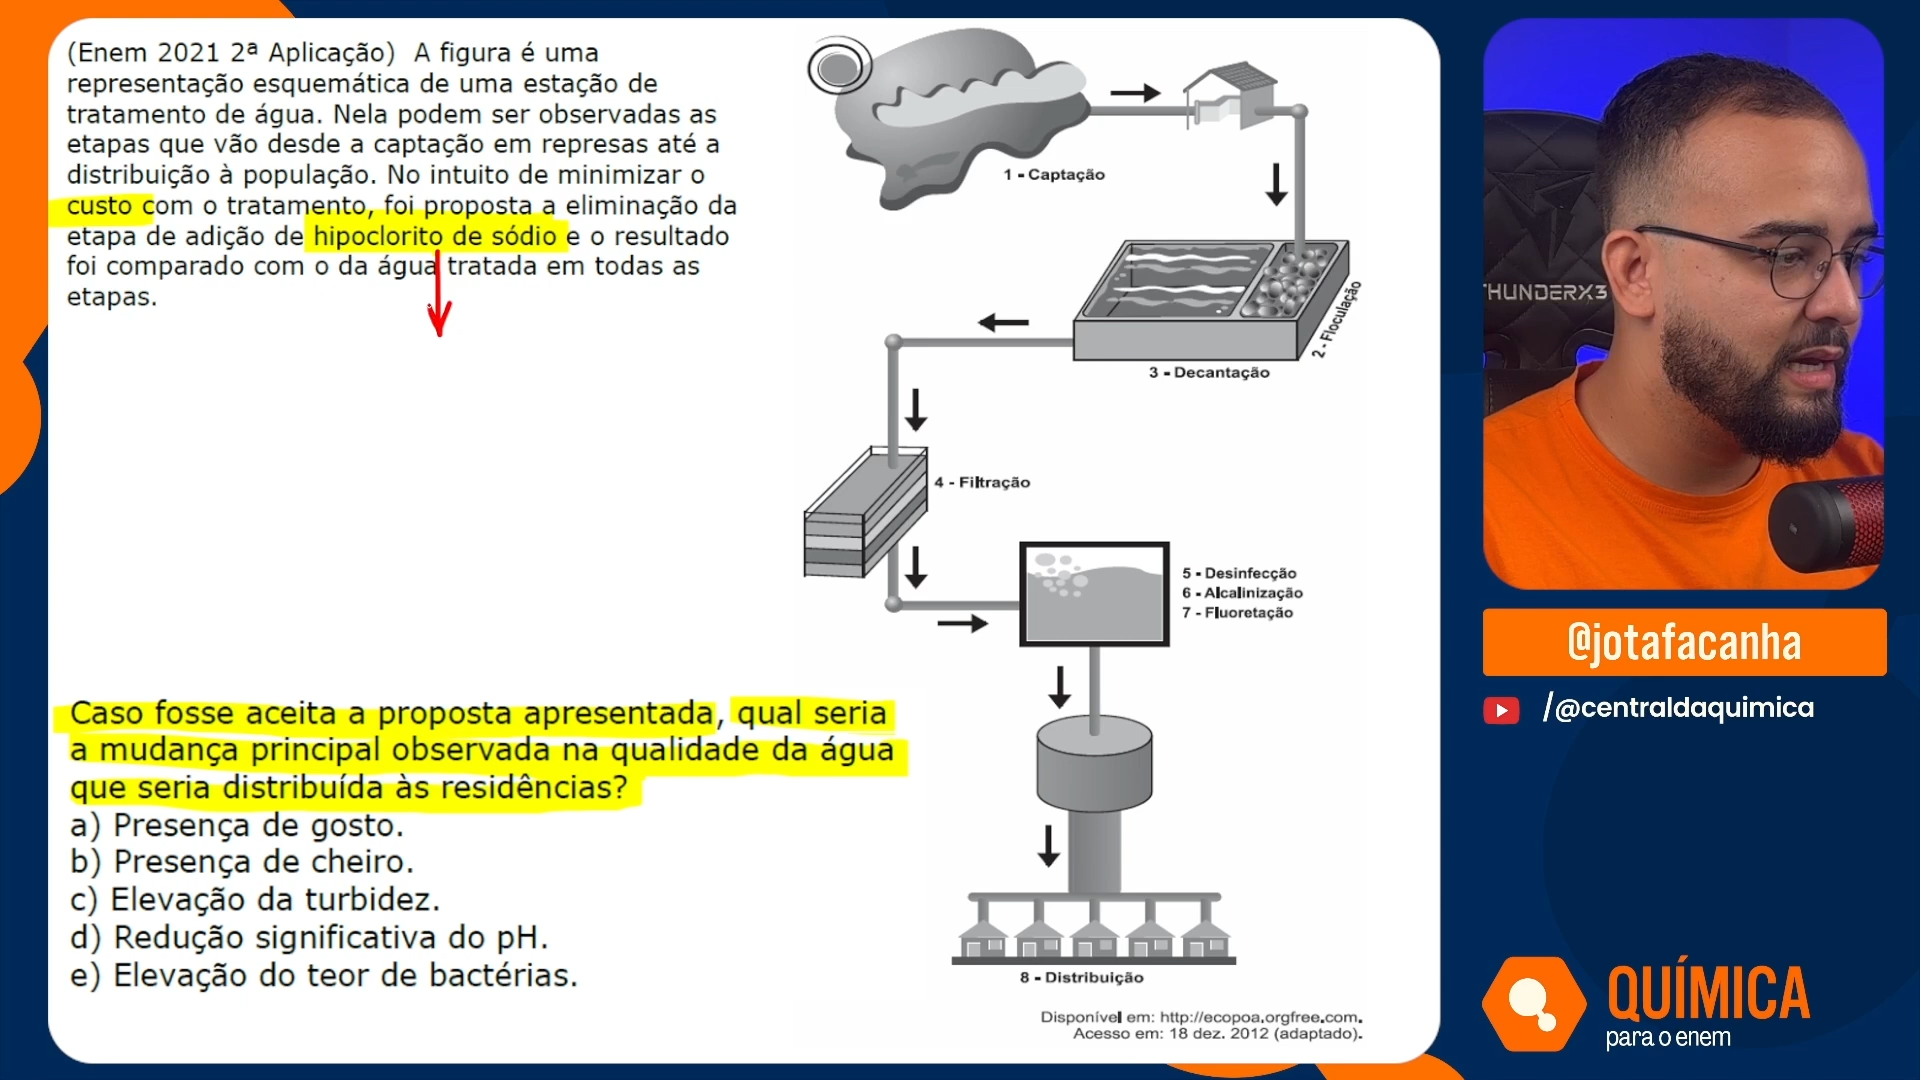 (Enem 2021 2ª Aplicação)  A figura é uma
representação esquemática de uma estação de
tratamento de água. Nela podem ser observadas as
etapas que vão desde a captação em represas até a
distribuição à população. No intuito de minimizar o
custo com o tratamento, foi proposta a eliminação da
etapa de adição de hipoclorito de sódio e o resultado
foi comparado com o da água tratada em todas as
etapas.
1 - Captação
2 - Floculação
3 - Decantação
4 - Filtração
5 - Desinfecção
6 - Alcalinização
7 - Fluoretação
8 - Distribuição
Disponível em: http://ecopoa.orgfree.com.
Acesso em: 18 dez. 2012 (adaptado).
Caso fosse aceita a proposta apresentada, qual seria
a mudança principal observada na qualidade da água
que seria distribuída às residências?
a) Presença de gosto.
b) Presença de cheiro.
c) Elevação da turbidez.
d) Redução significativa do pH.
e) Elevação do teor de bactérias.
THUNDERX3
@jotafacanha
/@centraldaquimica
QUÍMICA
para o enem